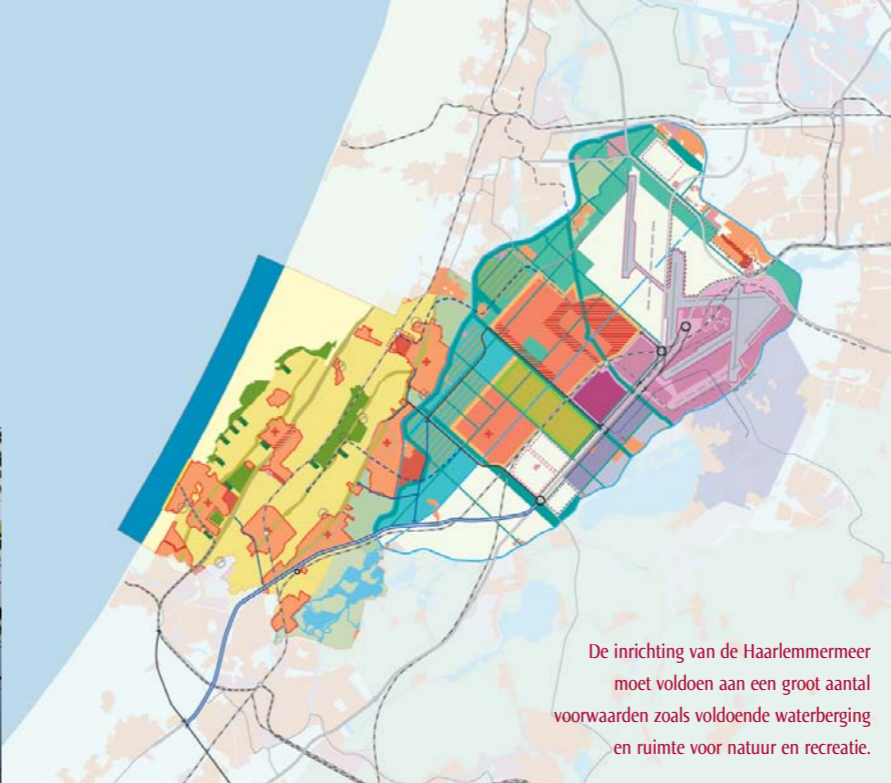 De inrichting van de Haarlemmermeer
moet voldoen aan een groot aantal
voorwaarden zoals voldoende waterberging
en ruimte voor natuur en recreatie.